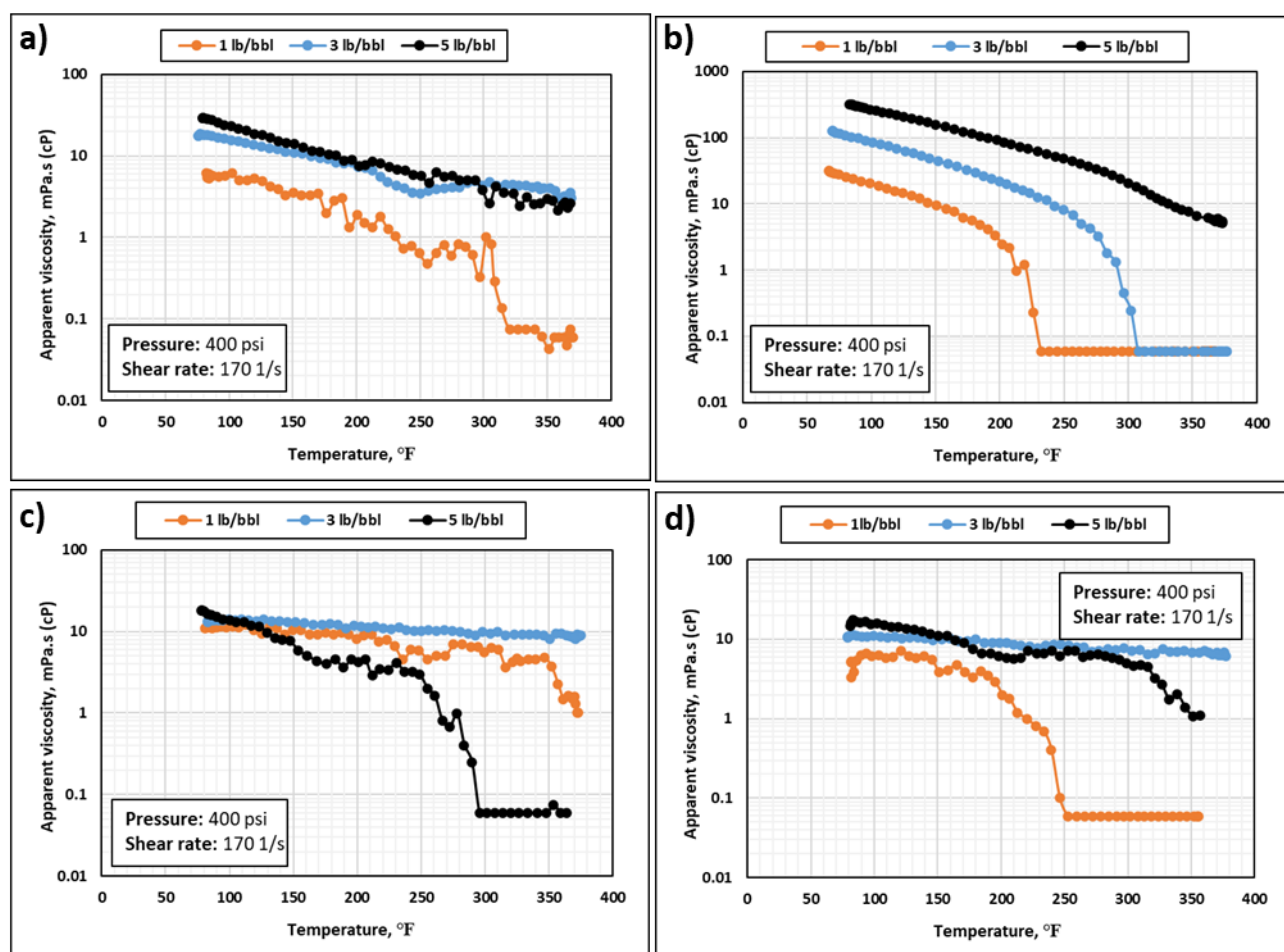 a)
1 lb/bbl 3 lb/bbl 5 lb/bbl
100
10
1
0.1
0.01
Apparent viscosity, mPa.s (cP)
Pressure: 400 psi
Shear rate: 170 1/s
0 50 100 150 200 250 300 350 400
Temperature, °F
b)
1 lb/bbl 3 lb/bbl 5 lb/bbl
1000
100
10
1
0.1
0.01
Apparent viscosity, mPa.s (cP)
Pressure: 400 psi
Shear rate: 170 1/s
0 50 100 150 200 250 300 350 400
Temperature, °F
c)
1 lb/bbl 3 lb/bbl 5 lb/bbl
100
10
1
0.1
0.01
Apparent viscosity, mPa.s (cP)
Pressure: 400 psi
Shear rate: 170 1/s
0 50 100 150 200 250 300 350 400
Temperature, °F
d)
1lb/bbl 3 lb/bbl 5 lb/bbl
100
10
1
0.1
0.01
Apparent viscosity, mPa.s (cP)
Pressure: 400 psi
Shear rate: 170 1/s
0 50 100 150 200 250 300 350 400
Temperature, °F